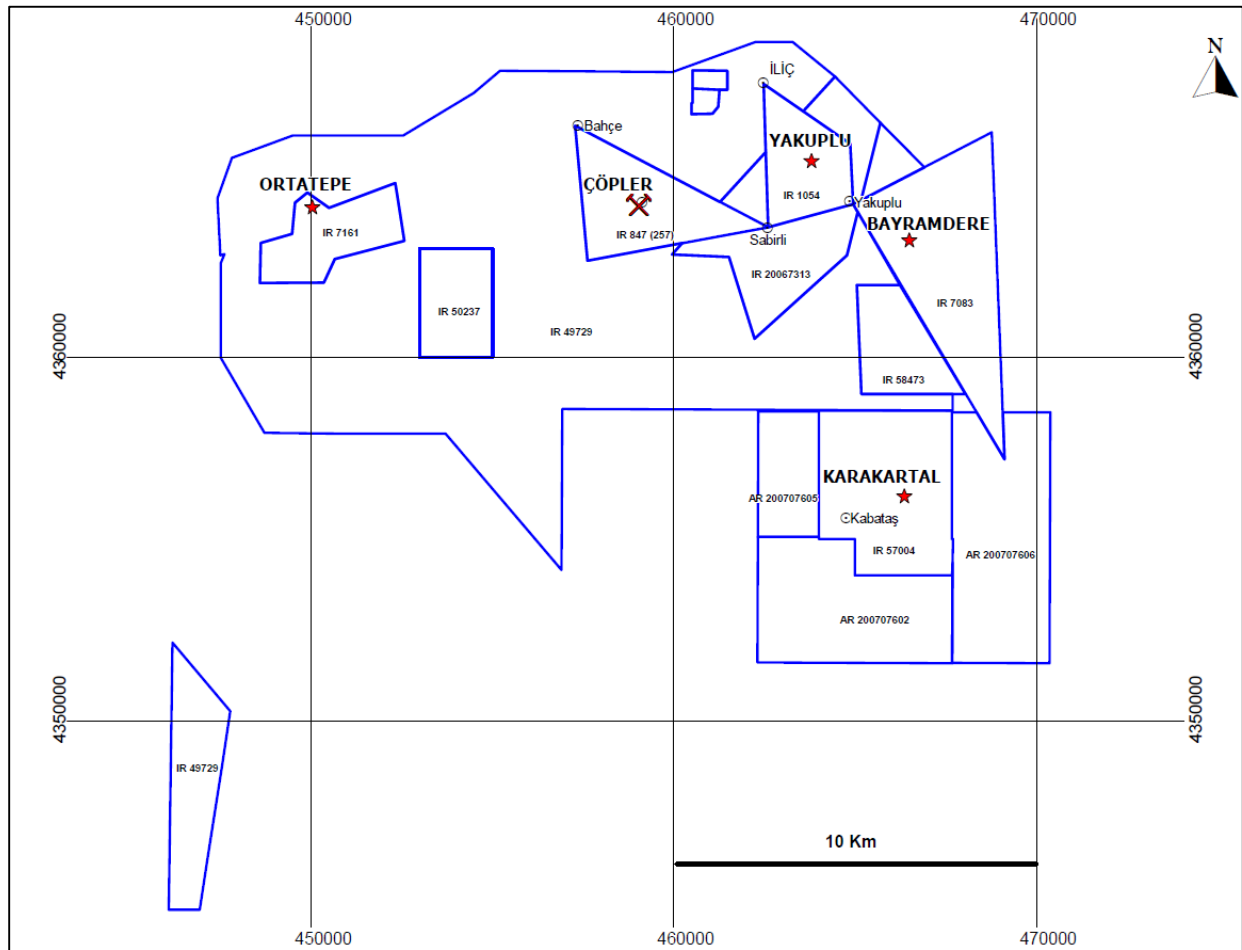 450000
460000
470000
N
İLİÇ
Bahçe
YAKUPLU
ORTATEPE
ÇÖPLER
IR 1054
Yakuplu
IR 7161
IR 847 (257)
Sabirli
BAYRAMDERE
IR 20067313
IR 50237
IR 49729
IR 7083
4360000
4360000
IR 58473
KARAKARTAL
AR 200707605
Kabataş
IR 57004
AR 200707606
AR 200707602
4350000
4350000
IR 49729
10 Km
450000
460000
470000